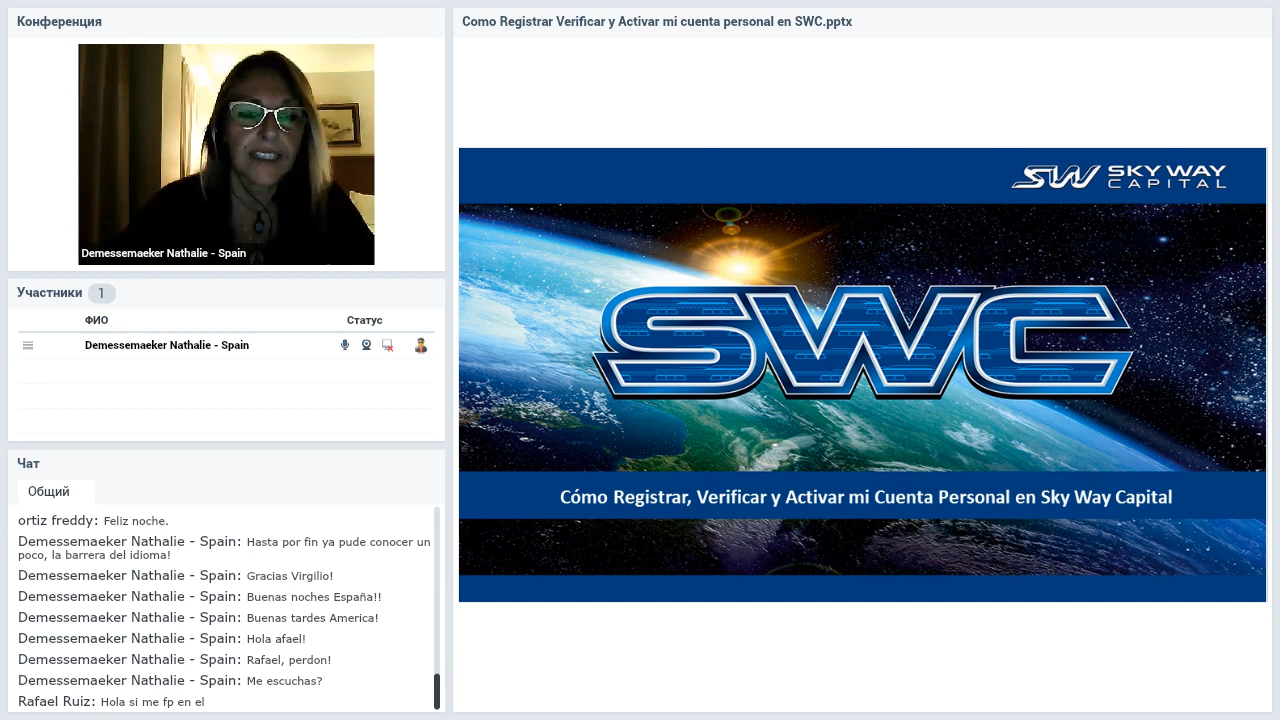 Конференция
Demessemaeker Nathalie - Spain
Участники 1
ФИО Статус
Demessemaeker Nathalie - Spain
Чат
Общий
ortiz freddy: Feliz noche.
Demessemaeker Nathalie - Spain: Hasta por fin ya pude conocer un
poco, la barrera del idioma!
Demessemaeker Nathalie - Spain: Gracias Virgilio!
Demessemaeker Nathalie - Spain: Buenas noches España!!
Demessemaeker Nathalie - Spain: Buenas tardes America!
Demessemaeker Nathalie - Spain: Hola afael!
Demessemaeker Nathalie - Spain: Rafael, perdon!
Demessemaeker Nathalie - Spain: Me escuchas?
Rafael Ruiz: Hola si me fp en el
Como Registrar Verificar y Activar mi cuenta personal en SWC.pptx
SW SKY WAY
CAPITAL
SWC
Cómo Registrar, Verificar y Activar mi Cuenta Personal en Sky Way Capital